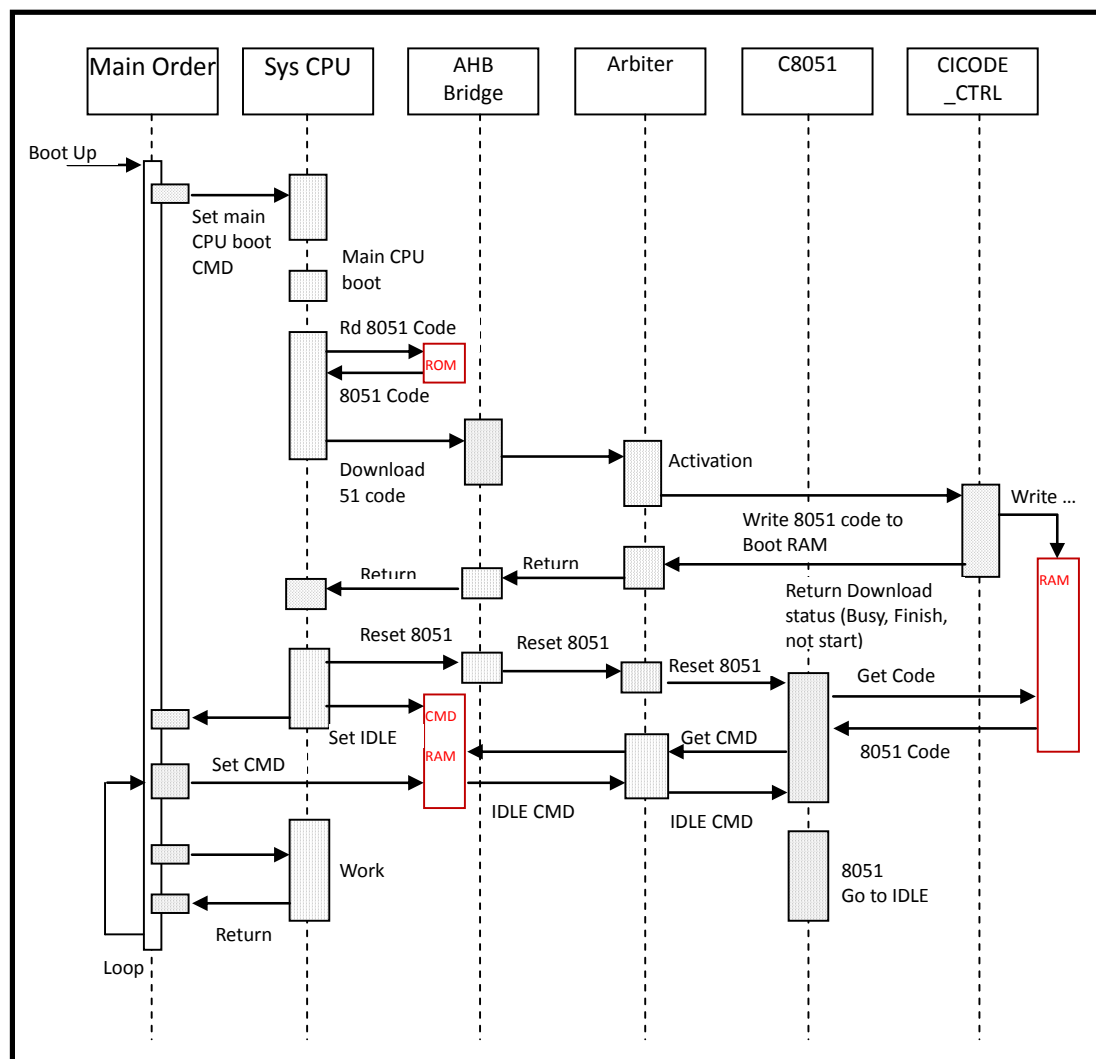 Main Order
Sys CPU
AHB
Bridge
Arbiter
C8051
CICODE
_CTRL
Boot Up
Set main
CPU boot
CMD
Main CPU
boot
Rd 8051 Code
ROM
8051 Code
Download
51 code
Activation
Write ...
Write 8051 code to
Boot RAM
Return
Return
RAM
Return Download
status (Busy, Finish,
not start)
Reset 8051
Reset 8051
Reset 8051
Get Code
CMD
RAM
Set IDLE
Get CMD
8051 Code
Set CMD
IDLE CMD
IDLE CMD
Work
8051
Go to IDLE
Return
Loop